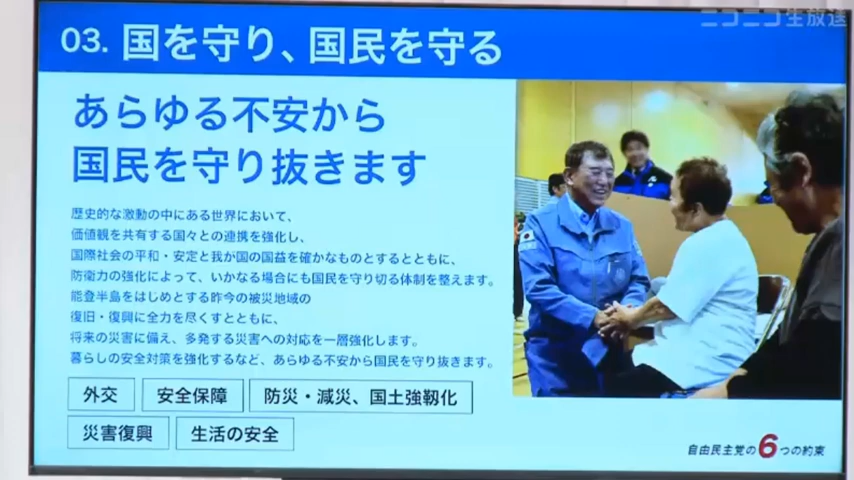 ニコニコ生放送
03. 国を守り、国民を守る
あらゆる不安から
国民を守り抜きます
歴史的な激動の中にある世界において、
価値観を共有する国々との連携を強化し、
国際社会の平和・安定と我が国の国益を確かなものとするとともに、
防衛力の強化によって、いかなる場合にも国民を守り切る体制を整えます。
能登半島をはじめとする昨今の被災地域の
復旧・復興に全力を尽くすとともに、
将来の災害に備え、多発する災害への対応を一層強化します。
暮らしの安全対策を強化するなど、あらゆる不安から国民を守り抜きます。
外交
安全保障
防災・減災、国土強靱化
災害復興
生活の安全
自由民主党の6つの約束